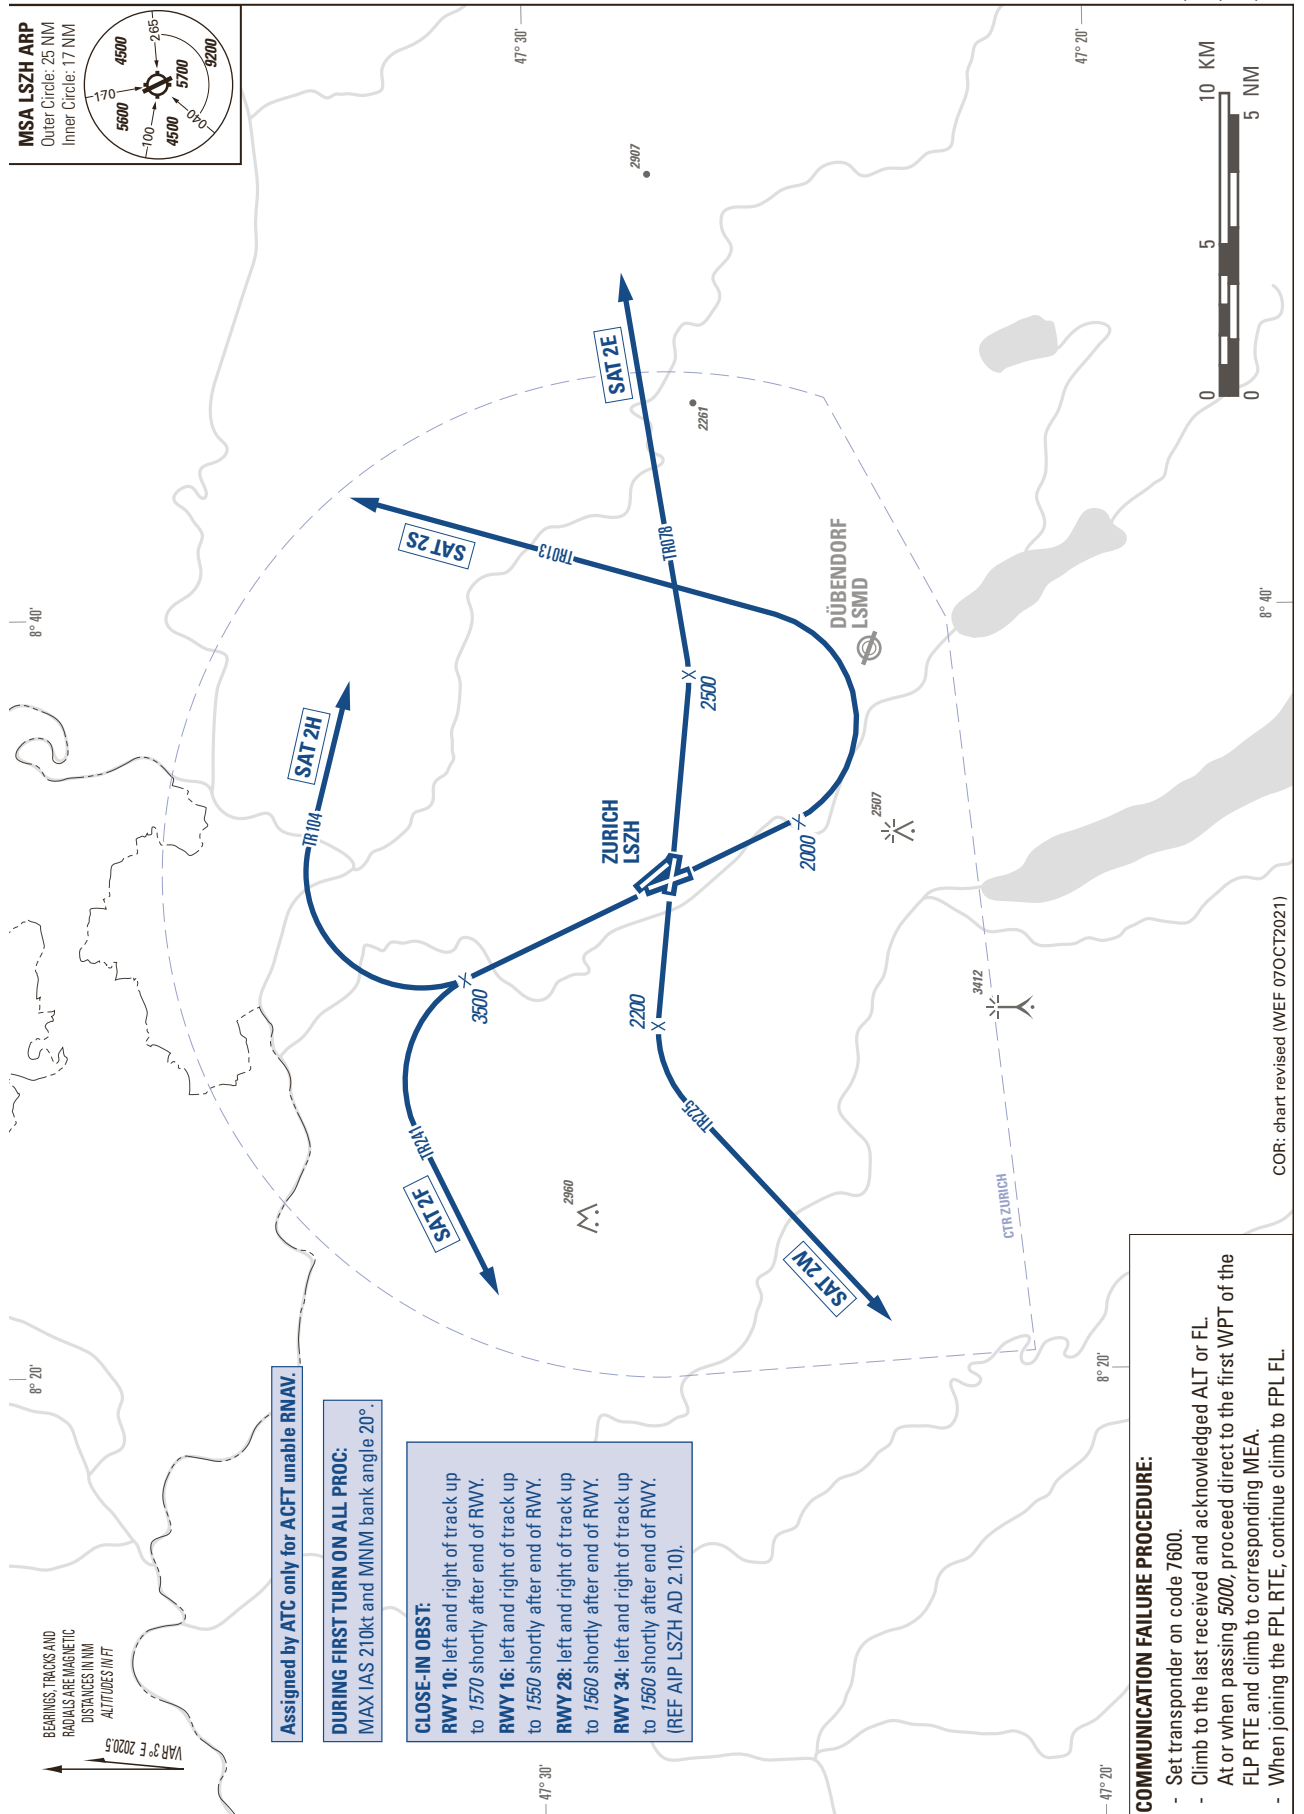 BEARINGS, TRACKS AND
RADIALS ARE MAGNETIC
DISTANCES IN NM
ALTITUDES IN FT
VAR 3° E 2020.5
Assigned by ATC only for ACFT unable RNAV.
DURING FIRST TURN ON ALL PROC:
MAX IAS 210kt and MNM bank angle 20°.
CLOSE-IN OBST:
RWY 10: left and right of track up
to 1570 shortly after end of RWY.
RWY 16: left and right of track up
to 1550 shortly after end of RWY.
RWY 28: left and right of track up
to 1560 shortly after end of RWY.
RWY 34: left and right of track up
to 1560 shortly after end of RWY.
(REF AIP LSZH AD 2.10).
MSA LSZH ARP
Outer Circle: 25 NM
Inner Circle: 17 NM
170
265
100
040
5600
4500
5700
9200
4500
8° 20'
8° 40'
47° 30'
47° 30'
47° 20'
47° 20'
8° 20'
8° 40'
SAT 2H
TR104
SAT 2F
TR241
3500
SAT 2S
TR013
SAT 2E
TR078
2500
ZURICH
LSZH
2200
TR225
SAT 2W
2000
DÜBENDORF
LSMD
2907
2261
2507
3412
2960
CTR ZURICH
0
5
10 KM
0
5 NM
COMMUNICATION FAILURE PROCEDURE:
- Set transponder on code 7600.
- Climb to the last received and acknowledged ALT or FL.
At or when passing 5000, proceed direct to the first WPT of the
FLP RTE and climb to corresponding MEA.
- When joining the FPL RTE, continue climb to FPL FL.
COR: chart revised (WEF 07OCT2021)